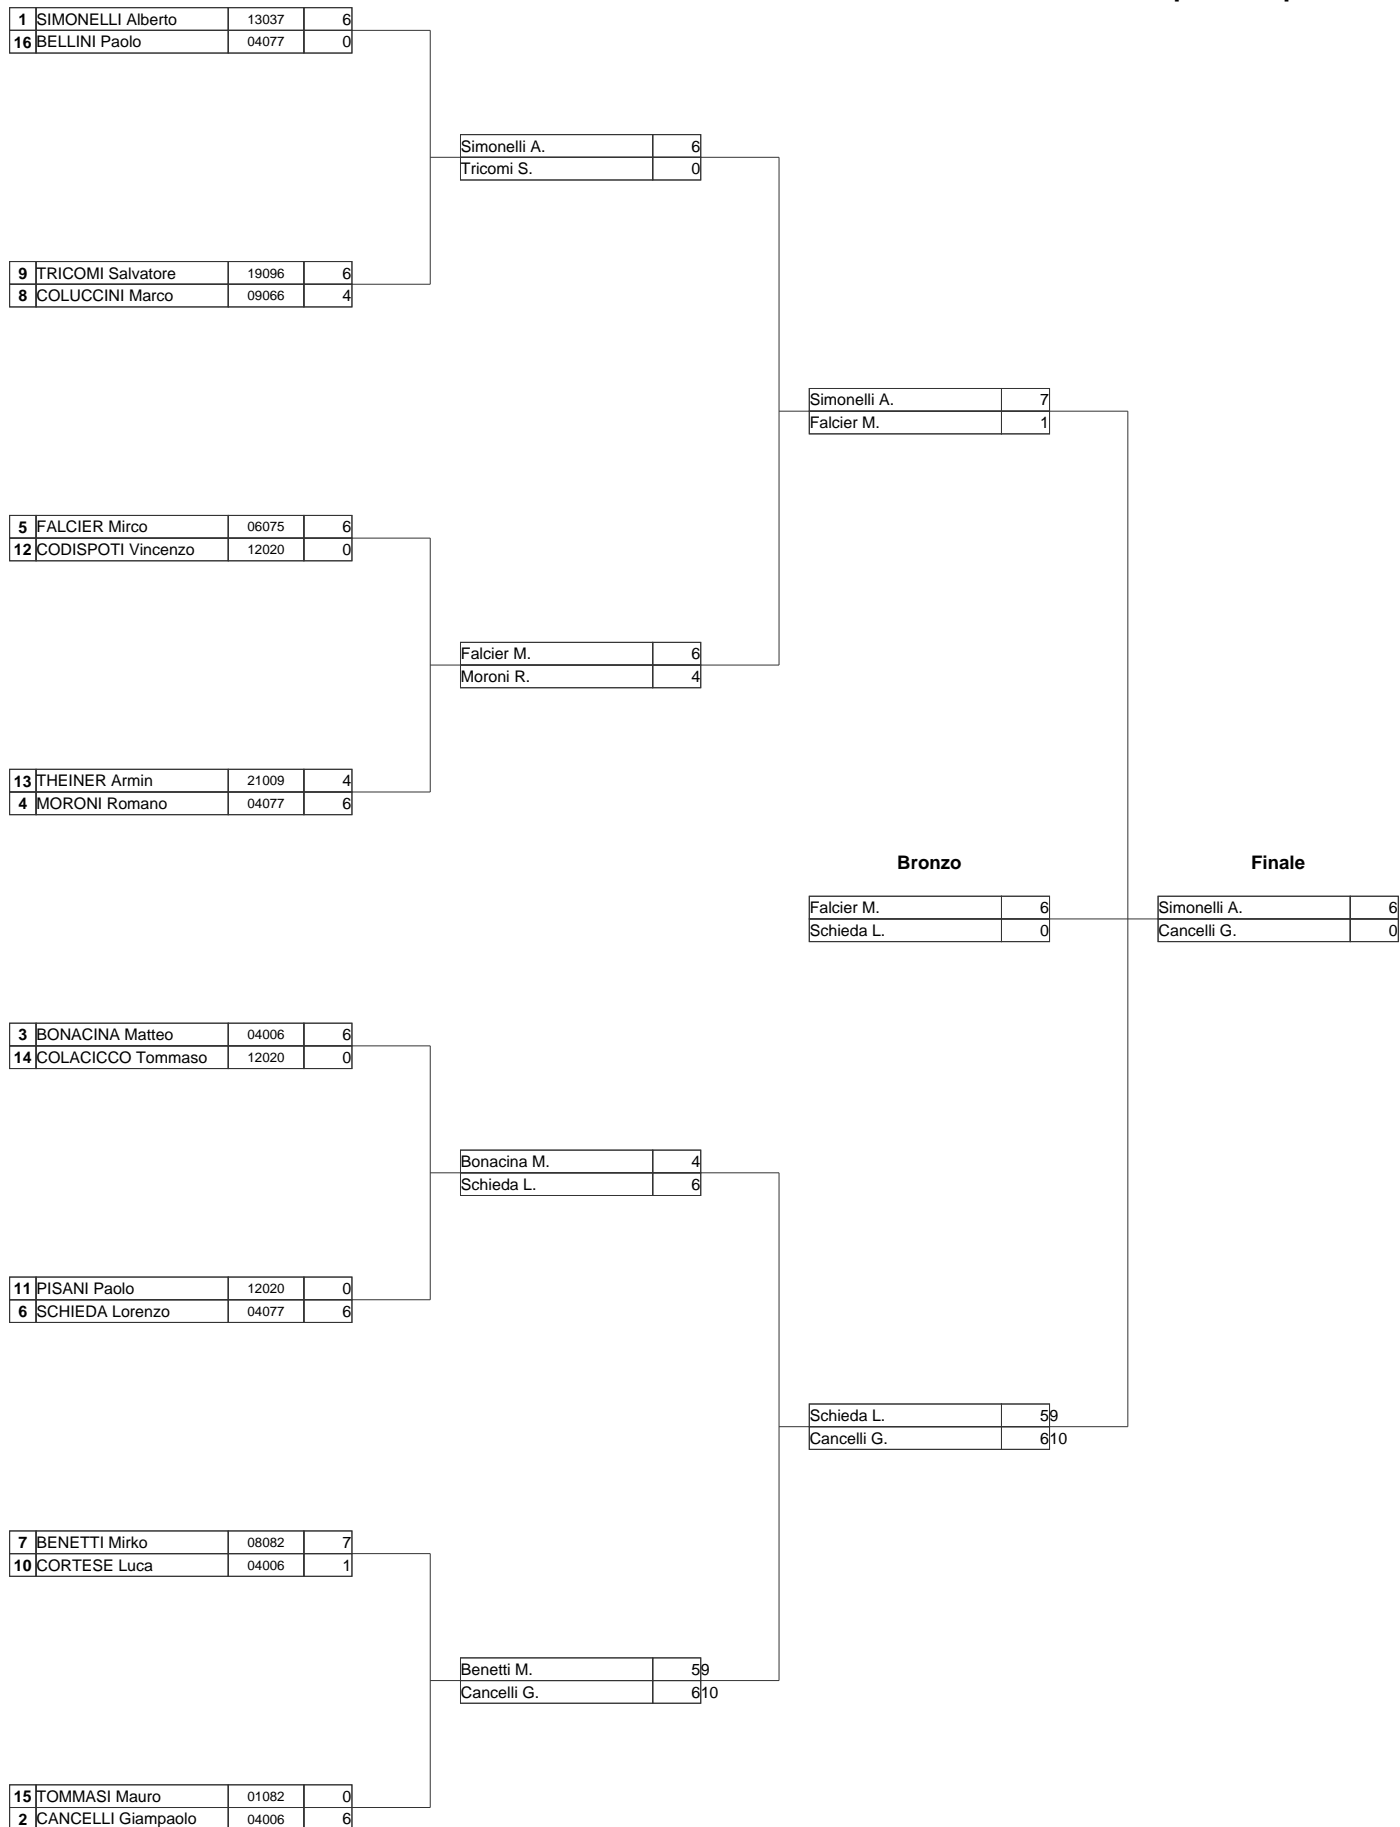 1 SIMONELLI Alberto 13037 6
16 BELLINI Paolo 04077 0
Simonelli A. 6
Tricomi S. 0
9 TRICOMI Salvatore 19096 6
8 COLUCCINI Marco 09066 4
Simonelli A. 7
Falcier M. 1
5 FALCIER Mirco 06075 6
12 CODISPOTI Vincenzo 12020 0
Falcier M. 6
Moroni R. 4
13 THEINER Armin 21009 4
4 MORONI Romano 04077 6
Bronzo Finale
Falcier M. 6 Simonelli A. 6
Schieda L. 0 Cancelli G. 0
3 BONACINA Matteo 04006 6
14 COLACICCO Tommaso 12020 0
Bonacina M. 4
Schieda L. 6
11 PISANI Paolo 12020 0
6 SCHIEDA Lorenzo 04077 6
Schieda L. 5 9
Cancelli G. 6 10
7 BENETTI Mirko 08082 7
10 CORTESE Luca 04006 1
Benetti M. 5 9
Cancelli G. 6 10
15 TOMMASI Mauro 01082 0
2 CANCELLI Giampaolo 04006 6